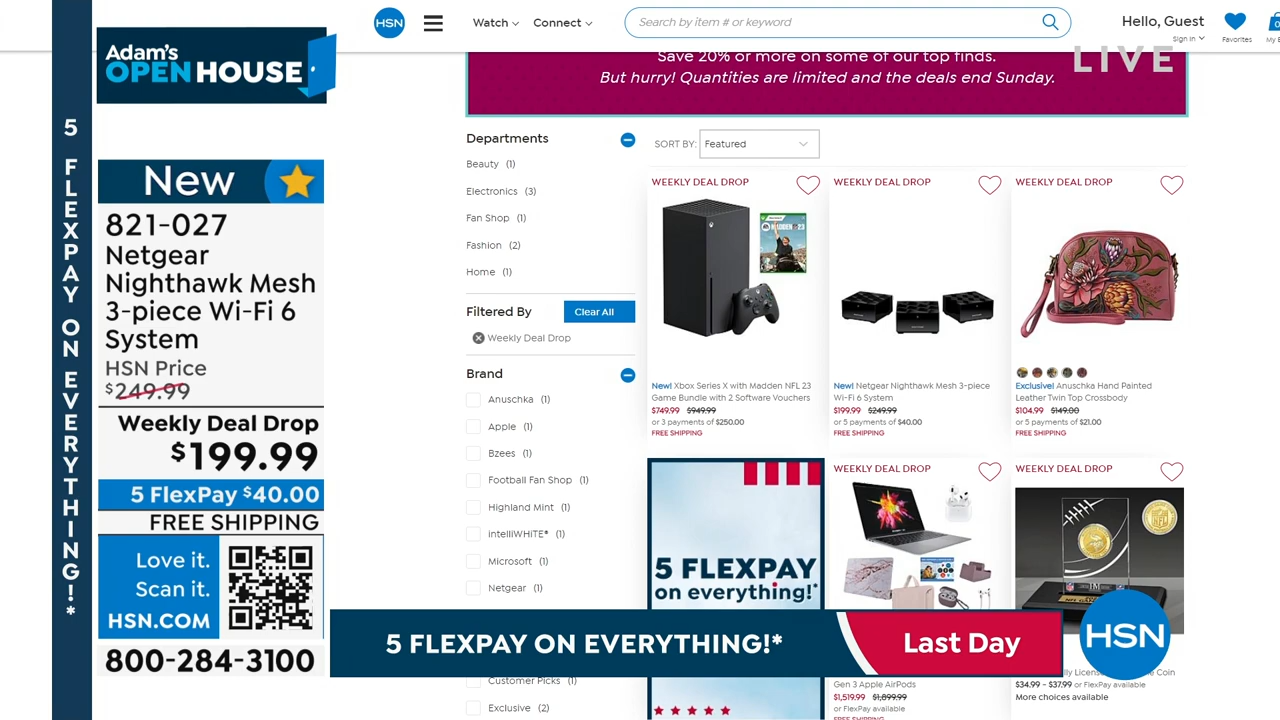 HSN
Watch
Connect
Search by item # or keyword
Hello, Guest
Sign In
Favorites
0
Adam's
OPEN HOUSE
5 FLEXPAY ON EVERYTHING!*
Save 20% or more on some of our top finds.
But hurry! Quantities are limited and the deals end Sunday.
LIVE
New
821-027
Netgear
Nighthawk Mesh
3-piece Wi-Fi 6
System
HSN Price
$249.99
Weekly Deal Drop
$199.99
5 FlexPay $40.00
FREE SHIPPING
Love it.
Scan it.
HSN.COM
800-284-3100
Departments
Beauty (1)
Electronics (3)
Fan Shop (1)
Fashion (2)
Home (1)
Filtered By
Clear All
Weekly Deal Drop
Brand
Anuschka (1)
Apple (1)
Bzees (1)
Football Fan Shop (1)
Highland Mint (1)
intelliWHiTE® (1)
Microsoft (1)
Netgear (1)
Customer Picks (1)
Exclusive (2)
SORT BY: Featured
WEEKLY DEAL DROP
MADDEN 23
New! Xbox Series X with Madden NFL 23
Game Bundle with 2 Software Vouchers
$749.99 $949.99
or 3 payments of $250.00
FREE SHIPPING
WEEKLY DEAL DROP
New! Netgear Nighthawk Mesh 3-piece
Wi-Fi 6 System
$199.99 $249.99
or 5 payments of $40.00
FREE SHIPPING
WEEKLY DEAL DROP
Exclusive! Anuschka Hand Painted
Leather Twin Top Crossbody
$104.99 $149.00
or 5 payments of $21.00
FREE SHIPPING
5 FLEXPAY
on everything!*
WEEKLY DEAL DROP
Gen 3 Apple AirPods
$1,519.99 $1,899.99
or FlexPay available
FREE SHIPPING
WEEKLY DEAL DROP
Coin
$34.99 - $37.99 or FlexPay available
More choices available
5 FLEXPAY ON EVERYTHING!*
Last Day
HSN